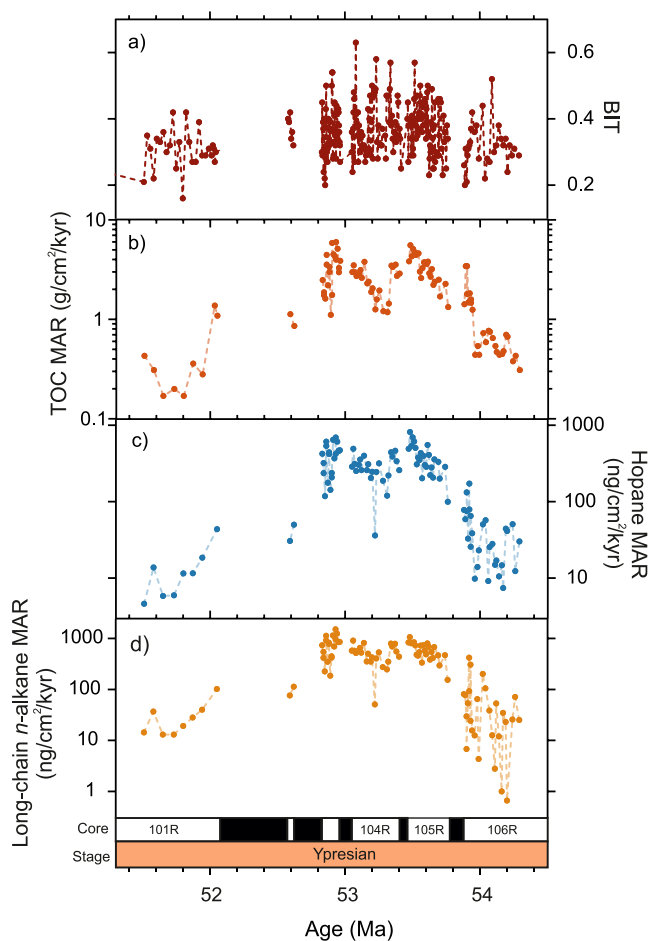 a)
0.6
0.4
0.2
BIT
b)
10
1
0.1
TOC MAR (g/cm²/kyr)
c)
1000
100
10
Hopane MAR
(ng/cm²/kyr)
d)
1000
100
10
1
Long-chain n-alkane MAR
(ng/cm²/kyr)
Core 101R 104R 105R 106R
Stage Ypresian
52 53 54
Age (Ma)